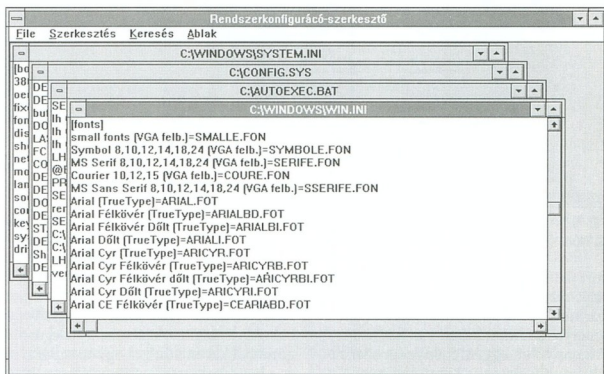 Rendszerkonfiguráció-szerkesztő
File Szerkesztés Keresés Ablak
C:\WINDOWS\SYSTEM.INI
C:\CONFIG.SYS
C:\AUTOEXEC.BAT
C:\WINDOWS\WIN.INI
[fonts]
small fonts (VGA felb.)=SMALLE.FON
Symbol 8,10,12,14,18,24 (VGA felb.)=SYMBOLE.FON
MS Serif 8,10,12,14,18,24 (VGA felb.)=SERIFE.FON
Courier 10,12,15 (VGA felb.)=COURE.FON
MS Sans Serif 8,10,12,14,18,24 (VGA felb.)=SSERIFE.FON
Arial (TrueType)=ARIAL.FOT
Arial Félkövér (TrueType)=ARIALBD.FOT
Arial Félkövér Dőlt (TrueType)=ARIALBI.FOT
Arial Dőlt (TrueType)=ARIALI.FOT
Arial Cyr (TrueType)=ARICYR.FOT
Arial Cyr Félkövér (TrueType)=ARICYRB.FOT
Arial Cyr Félkövér dőlt (TrueType)=ARICYRBI.FOT
Arial Cyr Dőlt (TrueType)=ARICYRI.FOT
Arial CE Félkövér (TrueType)=CEARIABD.FOT